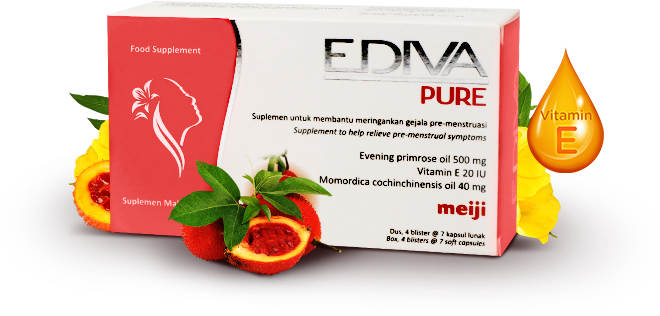 Food Supplement
EDIVA
PURE
Suplemen untuk membantu meringankan gejala pre-menstruasi
Supplement to help relieve pre-menstrual symptoms
Evening primrose oil 500 mg
Vitamin E 20 IU
Momordica cochinchinensis oil 40 mg
meiji
Suplemen
Dus, 4 blister @ 7 kapsul lunak
Box, 4 blisters @ 7 soft capsules
Vitamin
E